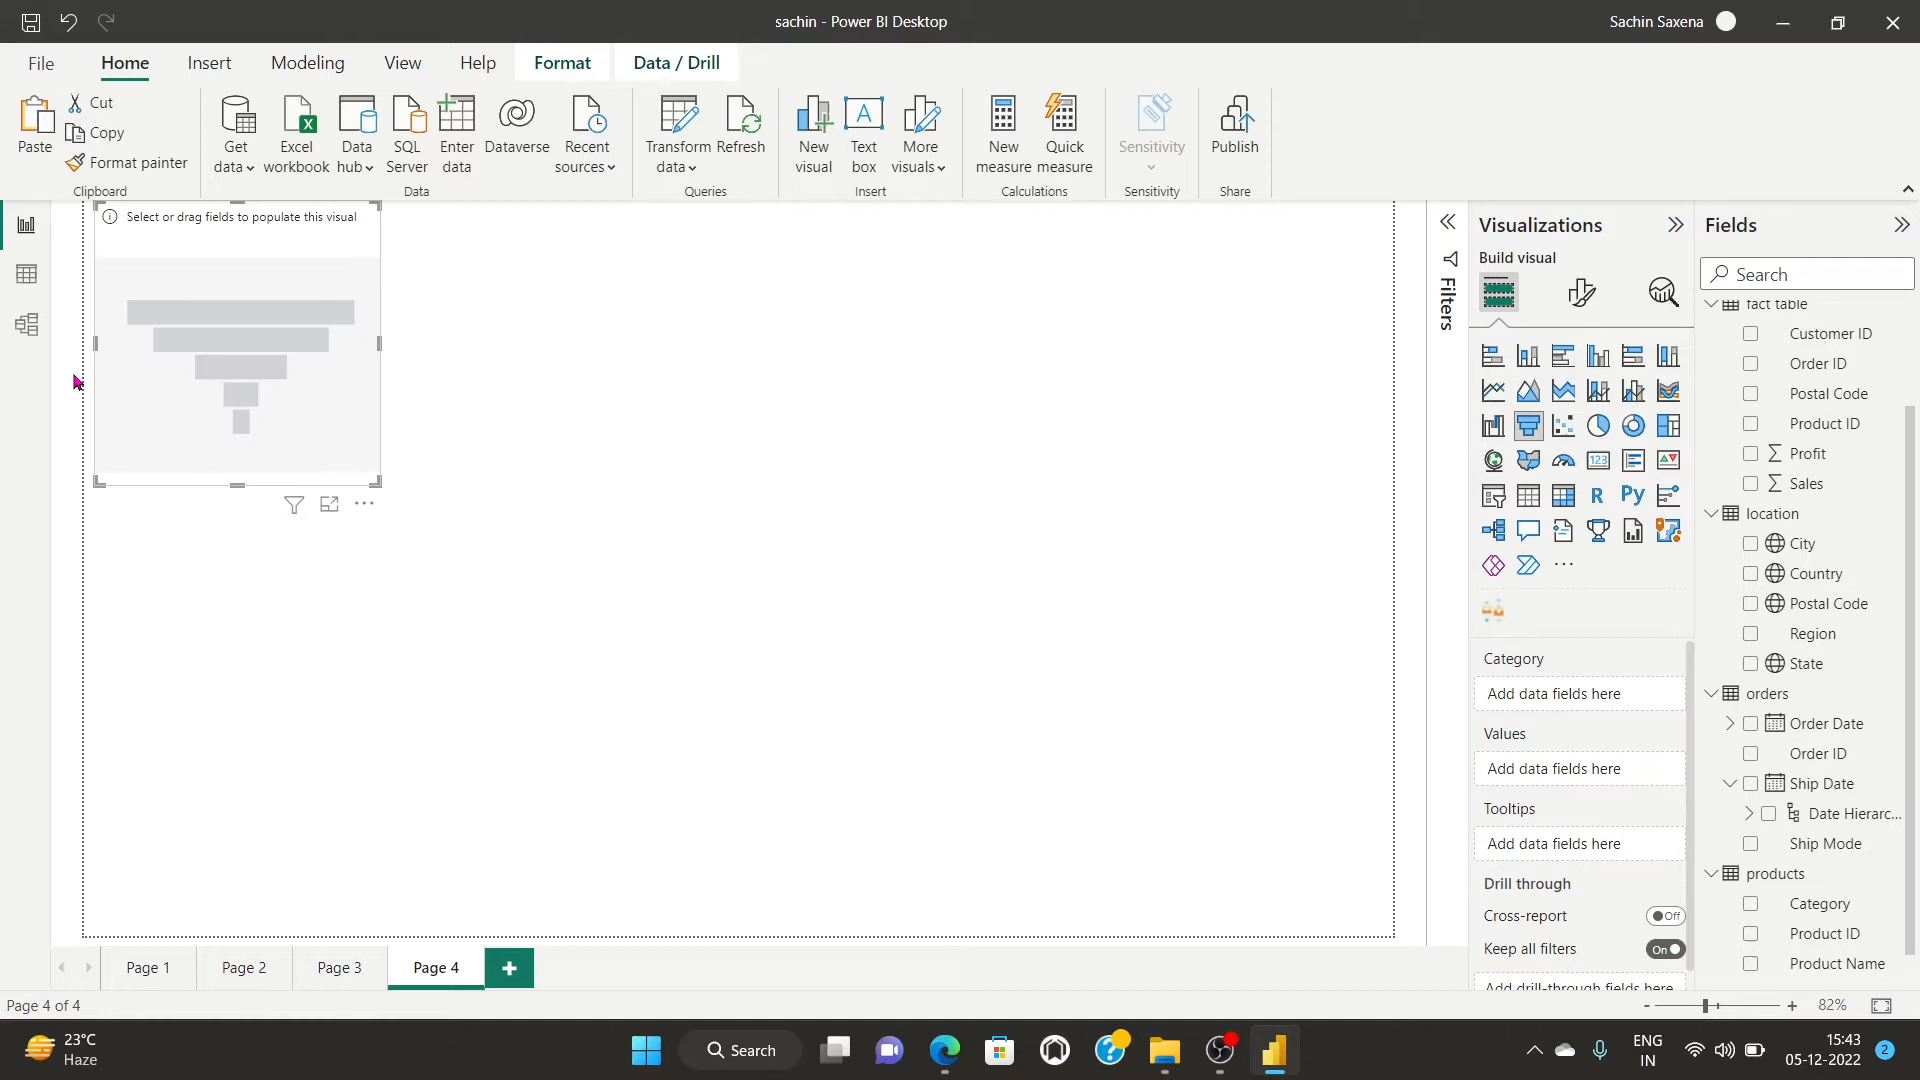 sachin - Power BI Desktop
Sachin Saxena
File Home Insert Modeling View Help Format Data / Drill
Paste
Cut
Copy
Format painter
Clipboard
Get data
Excel workbook
Data hub
SQL Server
Enter data
Dataverse
Recent sources
Data
Transform data
Refresh
Queries
New visual
Text box
More visuals
Insert
New measure
Quick measure
Calculations
Sensitivity
Sensitivity
Publish
Share
Select or drag fields to populate this visual
Filters
Visualizations
Build visual
123
R
Py
Category
Add data fields here
Values
Add data fields here
Tooltips
Add data fields here
Drill through
Cross-report Off
Keep all filters On
Add drill-through fields here
Fields
Search
fact table
Customer ID
Order ID
Postal Code
Product ID
Profit
Sales
location
City
Country
Postal Code
Region
State
orders
Order Date
Order ID
Ship Date
Date Hierarc...
Ship Mode
products
Category
Product ID
Product Name
Page 1 Page 2 Page 3 Page 4 +
Page 4 of 4
- + 82%
23°C
Haze
Search
ENG
IN
15:43
05-12-2022
2